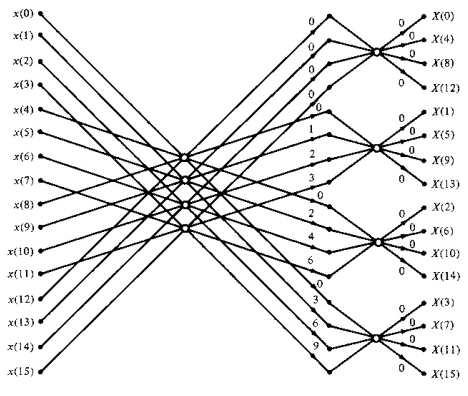 x(0)
x(1)
x(2)
x(3)
x(4)
x(5)
x(6)
x(7)
x(8)
x(9)
x(10)
x(11)
x(12)
x(13)
x(14)
x(15)
0
0
0
0
0
1
2
3
0
2
4
6
0
3
6
9
0 X(0)
0 X(4)
0 X(8)
0 X(12)
0 X(1)
0 X(5)
0 X(9)
0 X(13)
0 X(2)
0 X(6)
0 X(10)
0 X(14)
0 X(3)
0 X(7)
0 X(11)
0 X(15)